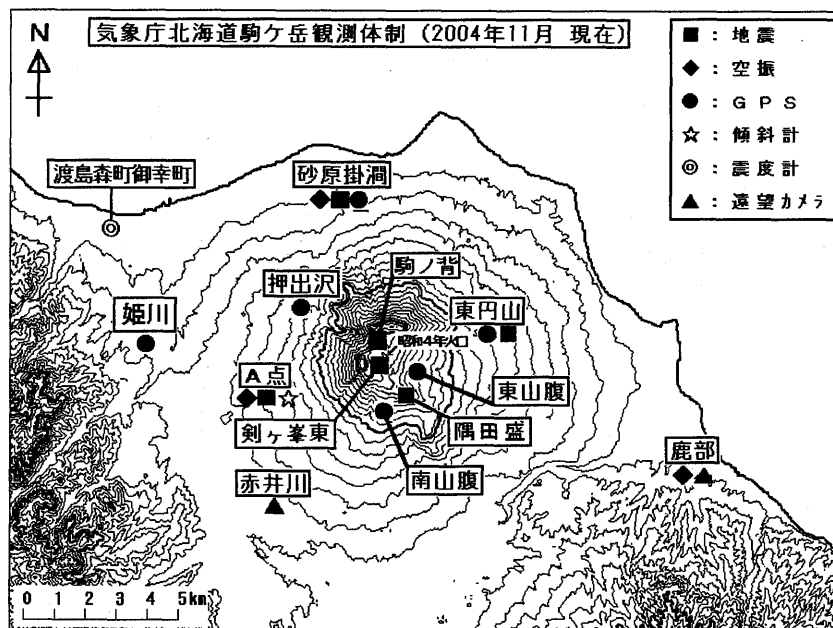 気象庁北海道駒ケ岳観測体制 (2004年11月 現在)
N
■ : 地震
◆ : 空振
● : GPS
☆ : 傾斜計
◎ : 震度計
▲ : 遠望カメラ
渡島森町御幸町
砂原掛澗
駒ノ背
押出沢
姫川
東円山
昭和4年火口
A点
東山腹
剣ヶ峯東
隅田盛
鹿部
赤井川
南山腹
0 1 2 3 4 5km